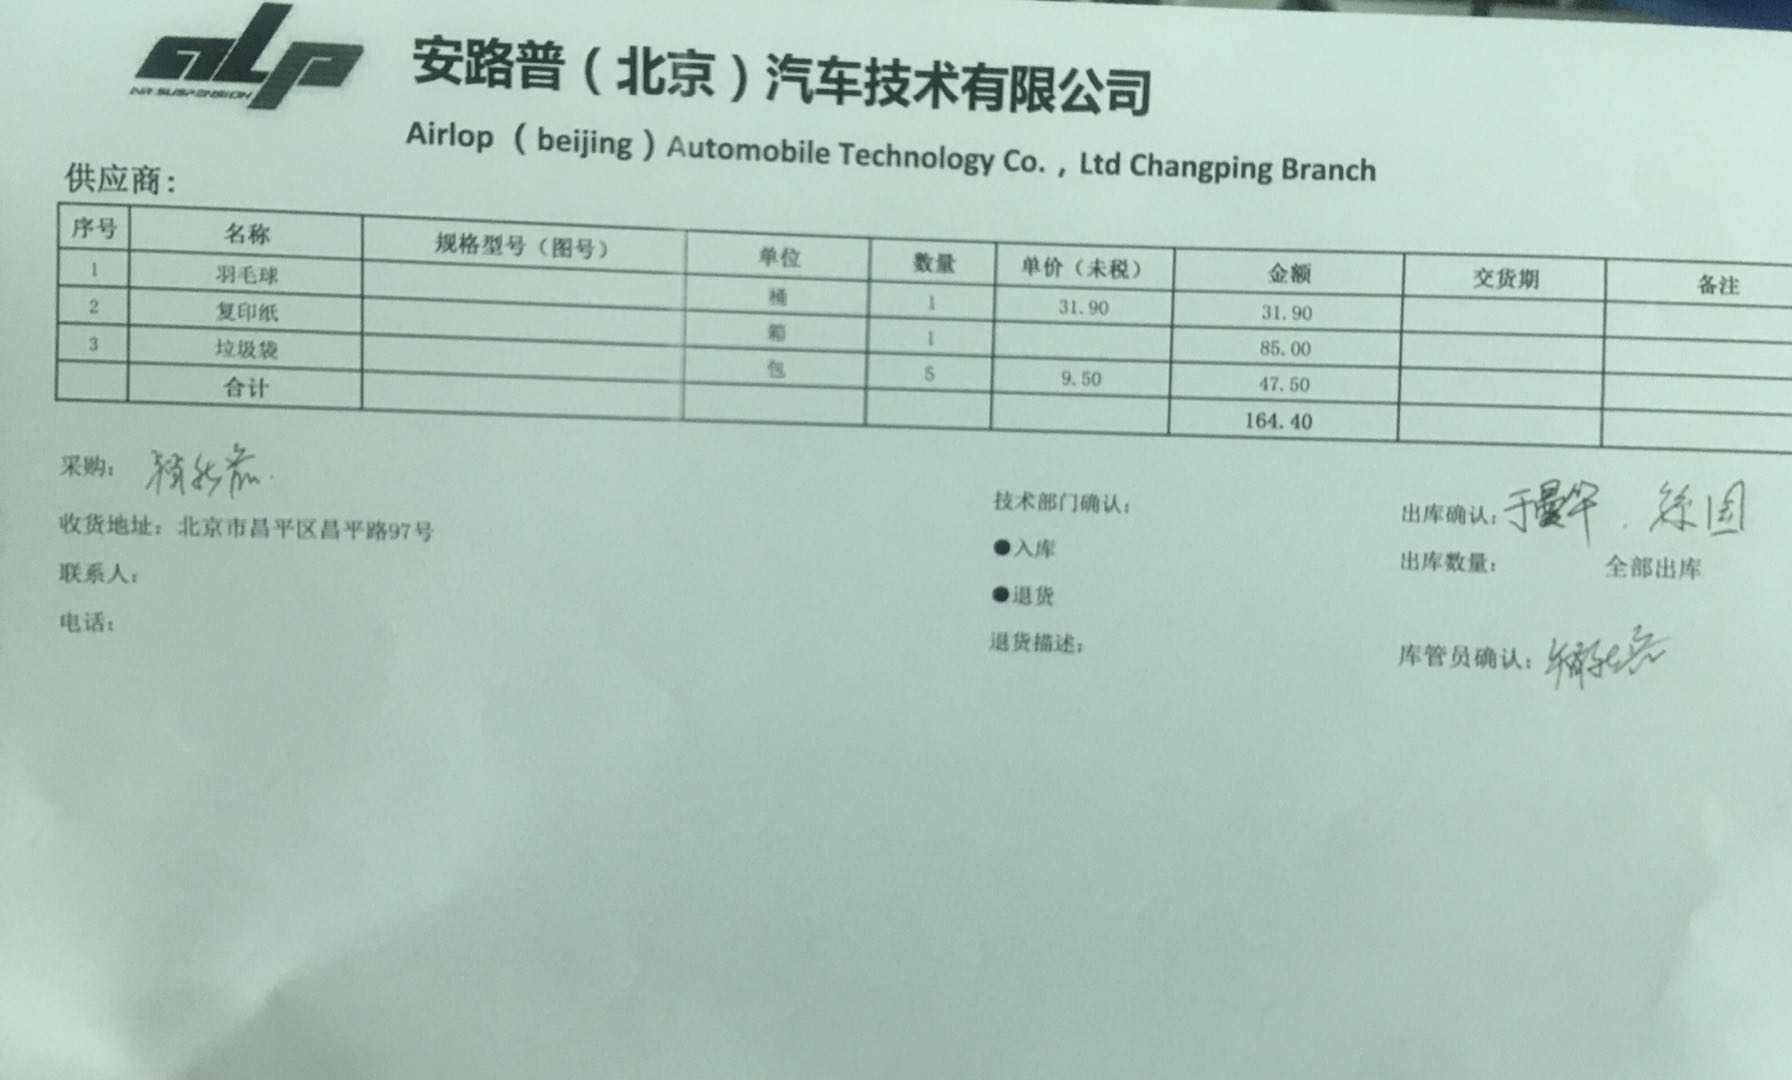 aLP
AIR SUSPENSION
安路普（北京）汽车技术有限公司
Airlop （beijing）Automobile Technology Co.，Ltd Changping Branch
供应商：
序号 名称 规格型号（图号） 单位 数量 单价（未税） 金额 交货期 备注
1 羽毛球 桶 1 31.90 31.90
2 复印纸 箱 1 85.00
3 垃圾袋 包 5 9.50 47.50
合计 164.40
采购：
收货地址：北京市昌平区昌平路97号
联系人：
电话：
技术部门确认：
●入库
●退货
退货描述：
出库确认：
出库数量： 全部出库
库管员确认：